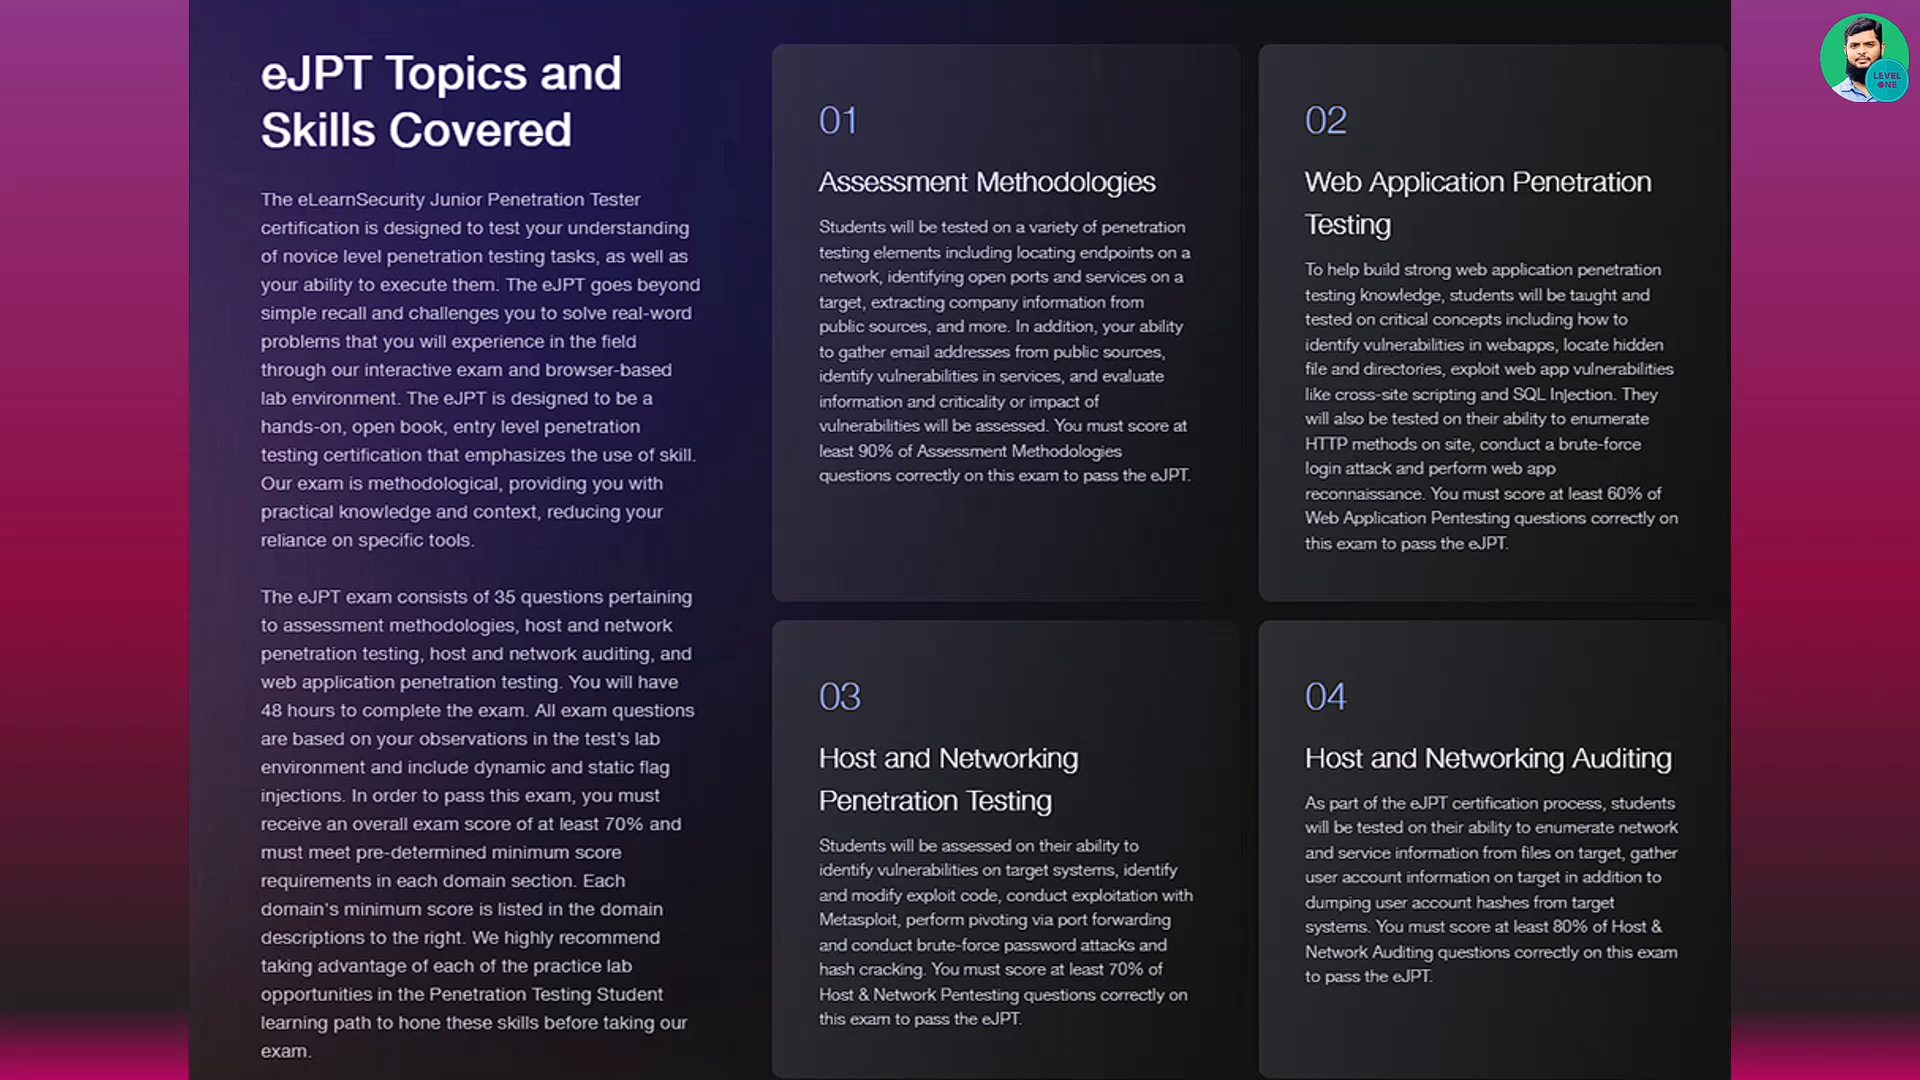 eJPT Topics and
Skills Covered
The eLearnSecurity Junior Penetration Tester
certification is designed to test your understanding
of novice level penetration testing tasks, as well as
your ability to execute them. The eJPT goes beyond
simple recall and challenges you to solve real-word
problems that you will experience in the field
through our interactive exam and browser-based
lab environment. The eJPT is designed to be a
hands-on, open book, entry level penetration
testing certification that emphasizes the use of skill.
Our exam is methodological, providing you with
practical knowledge and context, reducing your
reliance on specific tools.
The eJPT exam consists of 35 questions pertaining
to assessment methodologies, host and network
penetration testing, host and network auditing, and
web application penetration testing. You will have
48 hours to complete the exam. All exam questions
are based on your observations in the test’s lab
environment and include dynamic and static flag
injections. In order to pass this exam, you must
receive an overall exam score of at least 70% and
must meet pre-determined minimum score
requirements in each domain section. Each
domain’s minimum score is listed in the domain
descriptions to the right. We highly recommend
taking advantage of each of the practice lab
opportunities in the Penetration Testing Student
learning path to hone these skills before taking our
exam.
01
Assessment Methodologies
Students will be tested on a variety of penetration
testing elements including locating endpoints on a
network, identifying open ports and services on a
target, extracting company information from
public sources, and more. In addition, your ability
to gather email addresses from public sources,
identify vulnerabilities in services, and evaluate
information and criticality or impact of
vulnerabilities will be assessed. You must score at
least 90% of Assessment Methodologies
questions correctly on this exam to pass the eJPT.
02
Web Application Penetration
Testing
To help build strong web application penetration
testing knowledge, students will be taught and
tested on critical concepts including how to
identify vulnerabilities in webapps, locate hidden
file and directories, exploit web app vulnerabilities
like cross-site scripting and SQL Injection. They
will also be tested on their ability to enumerate
HTTP methods on site, conduct a brute-force
login attack and perform web app
reconnaissance. You must score at least 60% of
Web Application Pentesting questions correctly on
this exam to pass the eJPT.
03
Host and Networking
Penetration Testing
Students will be assessed on their ability to
identify vulnerabilities on target systems, identify
and modify exploit code, conduct exploitation with
Metasploit, perform pivoting via port forwarding
and conduct brute-force password attacks and
hash cracking. You must score at least 70% of
Host & Network Pentesting questions correctly on
this exam to pass the eJPT.
04
Host and Networking Auditing
As part of the eJPT certification process, students
will be tested on their ability to enumerate network
and service information from files on target, gather
user account information on target in addition to
dumping user account hashes from target
systems. You must score at least 80% of Host &
Network Auditing questions correctly on this exam
to pass the eJPT.
LEVEL
ONE